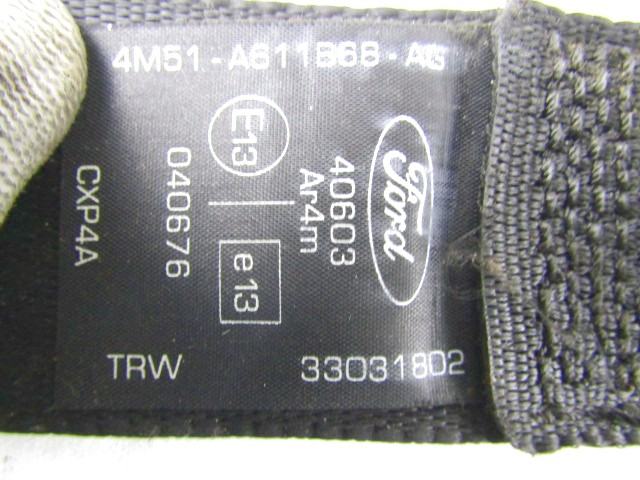 4M51-A611B68-AG
E13
e13
040676
CXP4A
40603
Ar4m
Ford
TRW
33031802